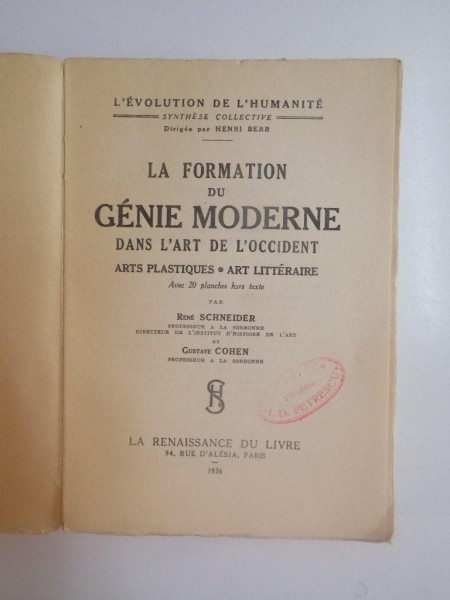 L'ÉVOLUTION DE L'HUMANITÉ
SYNTHÈSE COLLECTIVE
Dirigée par HENRI BERR
LA FORMATION
DU
GÉNIE MODERNE
DANS L'ART DE L'OCCIDENT
ARTS PLASTIQUES • ART LITTÉRAIRE
Avec 20 planches hors texte
PAR
RENÉ SCHNEIDER
PROFESSEUR A LA SORBONNE
DIRECTEUR DE L'INSTITUT D'HISTOIRE DE L'ART
ET
GUSTAVE COHEN
PROFESSEUR A LA SORBONNE
I. D. PETRESCU
LA RENAISSANCE DU LIVRE
94, RUE D'ALÉSIA, PARIS
1936